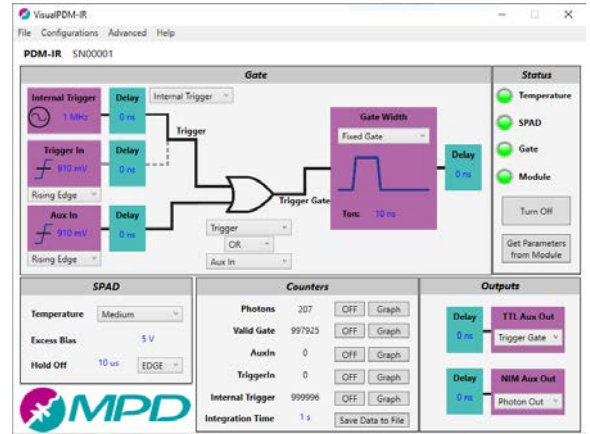 VisualPDM-IR
File Configurations Advanced Help
PDM-IR SN00001
Gate
Internal Trigger
1 MHz
Delay
0 ns
Internal Trigger
Trigger
Trigger In
910 mV
Delay
0 ns
Rising Edge
Aux In
910 mV
Delay
0 ns
Rising Edge
Trigger
OR
Aux In
Trigger Gate
Gate Width
Fixed Gate
Ton: 10 ns
Delay
0 ns
Status
Temperature
SPAD
Gate
Module
Turn Off
Get Parameters
from Module
SPAD
Temperature Medium
Excess Bias 5 V
Hold Off 10 us EDGE
MPD
Counters
Photons 207 OFF Graph
Valid Gate 997925 OFF Graph
AuxIn 0 OFF Graph
TriggerIn 0 OFF Graph
Internal Trigger 999996 OFF Graph
Integration Time 1 s Save Data to File
Outputs
Delay
0 ns
TTL Aux Out
Trigger Gate
Delay
0 ns
NIM Aux Out
Photon Out